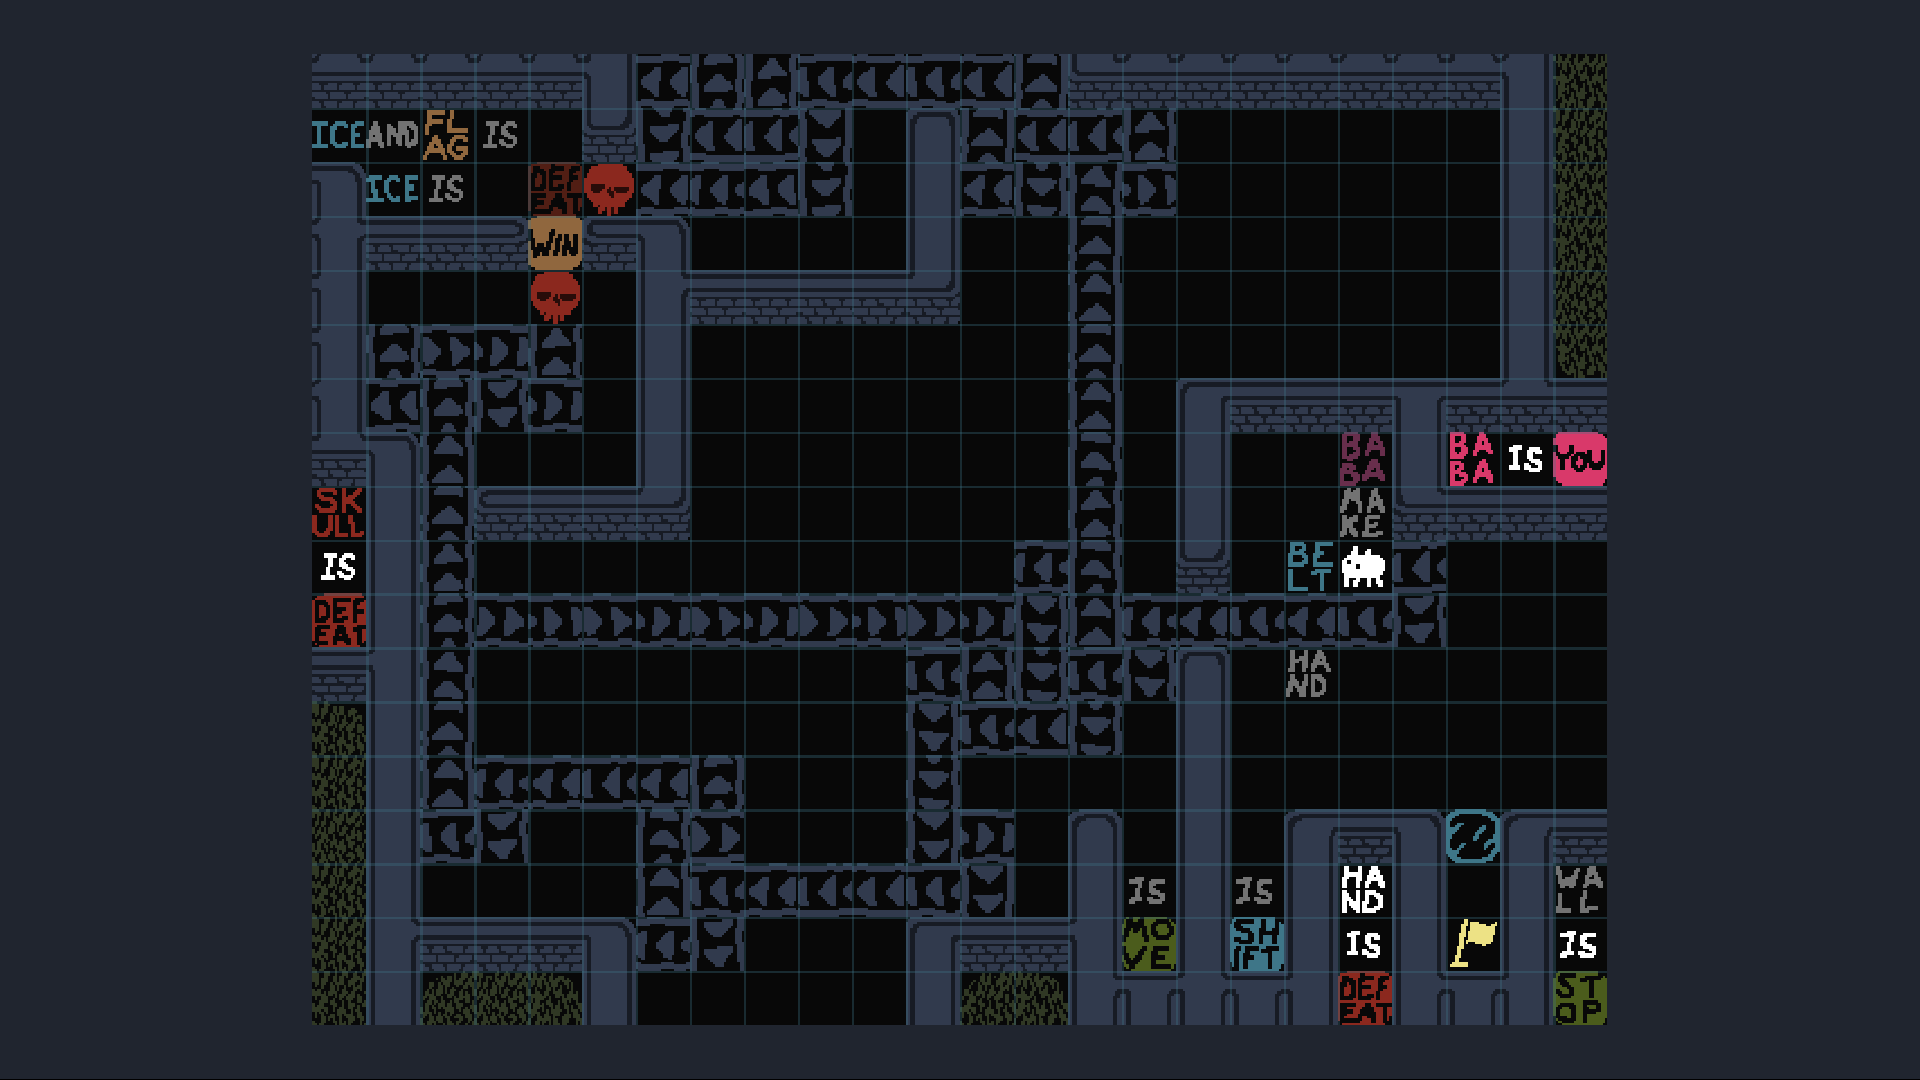 ICE AND FLAG IS
ICE IS DEFEAT
WIN
BABA
BABA IS YOU
MAKE
SKULL
IS
DEFEAT
BELT
HAND
IS
IS
HAND
WALL
MOVE
SHIFT
IS
IS
DEFEAT
STOP